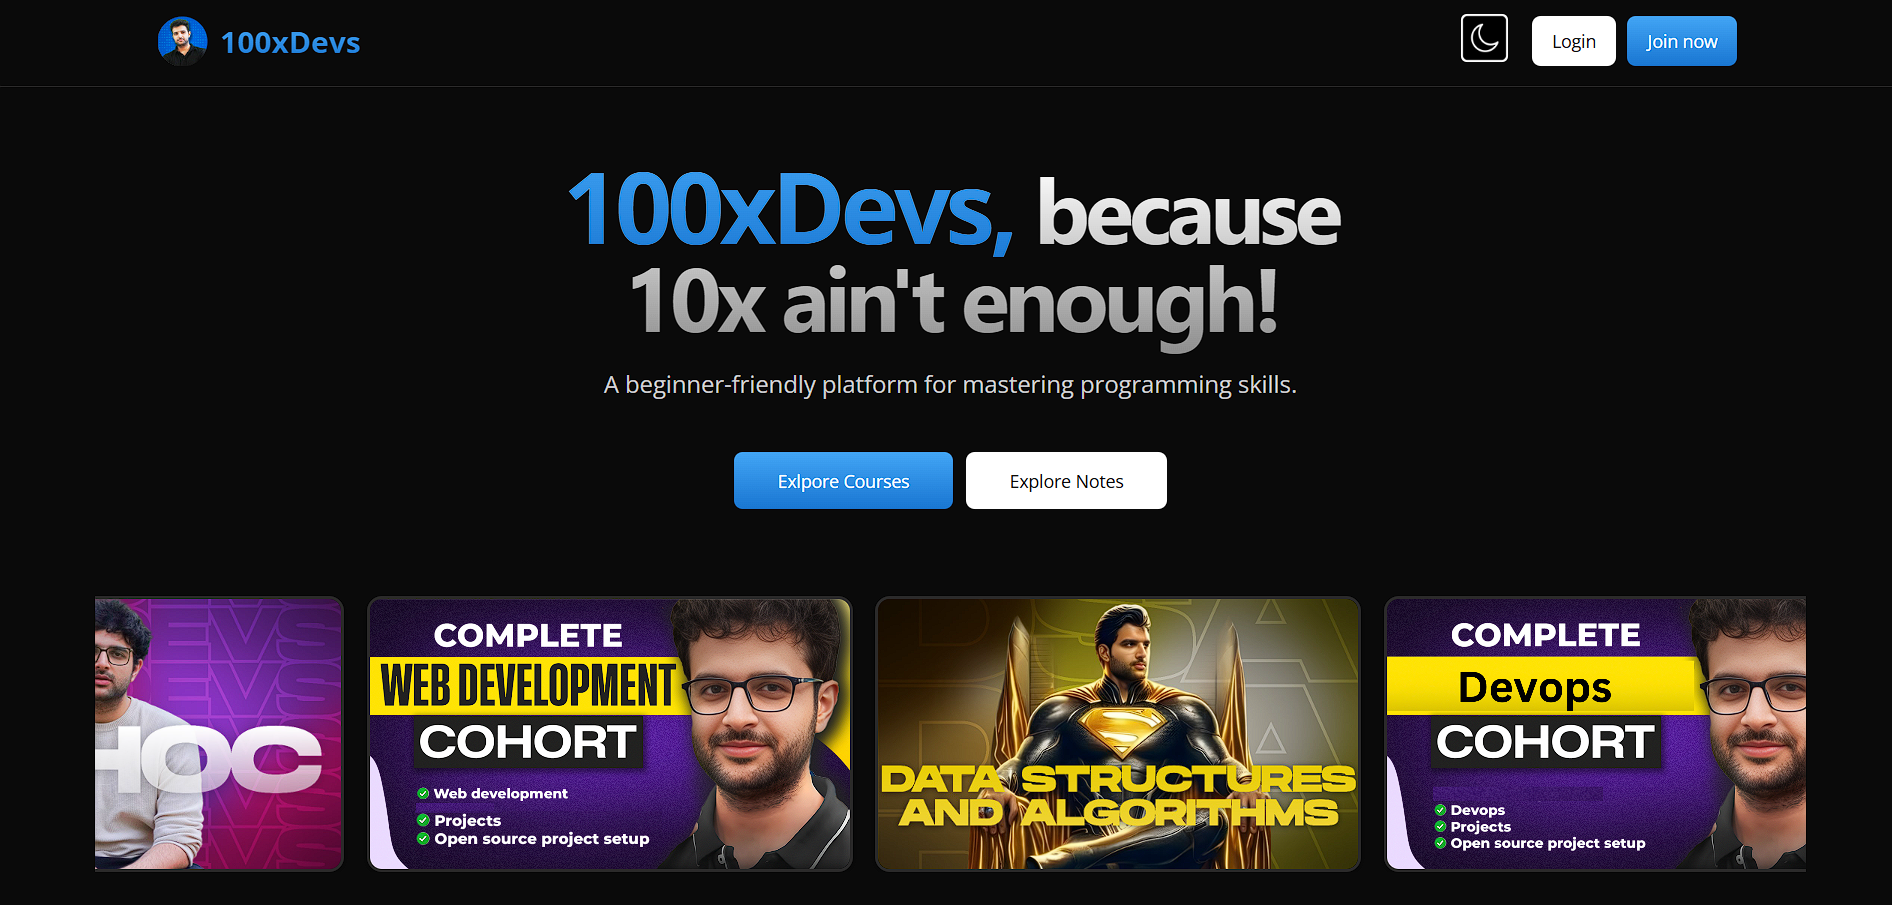 100xDevs
Login
Join now
100xDevs, because
10x ain't enough!
A beginner-friendly platform for mastering programming skills.
Exlpore Courses
Explore Notes
HOC
COMPLETE
WEB DEVELOPMENT
COHORT
Web development
Projects
Open source project setup
DSA
DATA STRUCTURES
AND ALGORITHMS
COMPLETE
Devops
COHORT
Devops
Projects
Open source project setup